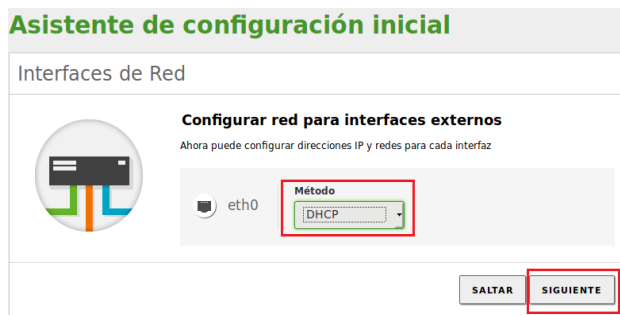 Asistente de configuración inicial
Interfaces de Red
Configurar red para interfaces externos
Ahora puede configurar direcciones IP y redes para cada interfaz
Método
eth0
DHCP
SALTAR SIGUIENTE